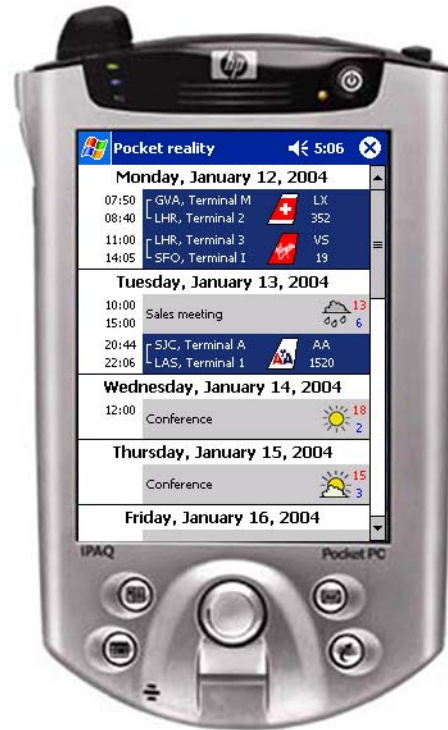 hp
Pocket reality 5:06
Monday, January 12, 2004
07:50 GVA, Terminal M LX
08:40 LHR, Terminal 2 352
11:00 LHR, Terminal 3 VS
14:05 SFO, Terminal I 19
Tuesday, January 13, 2004
10:00 Sales meeting 13
15:00 6
20:44 SJC, Terminal A AA
22:06 LAS, Terminal 1 1520
Wednesday, January 14, 2004
12:00 Conference 18
2
Thursday, January 15, 2004
Conference 15
3
Friday, January 16, 2004
iPAQ Pocket PC